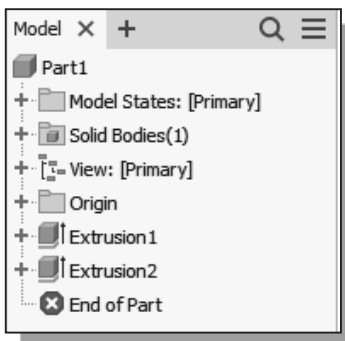 Model
Part1
Model States: [Primary]
Solid Bodies(1)
View: [Primary]
Origin
Extrusion1
Extrusion2
End of Part